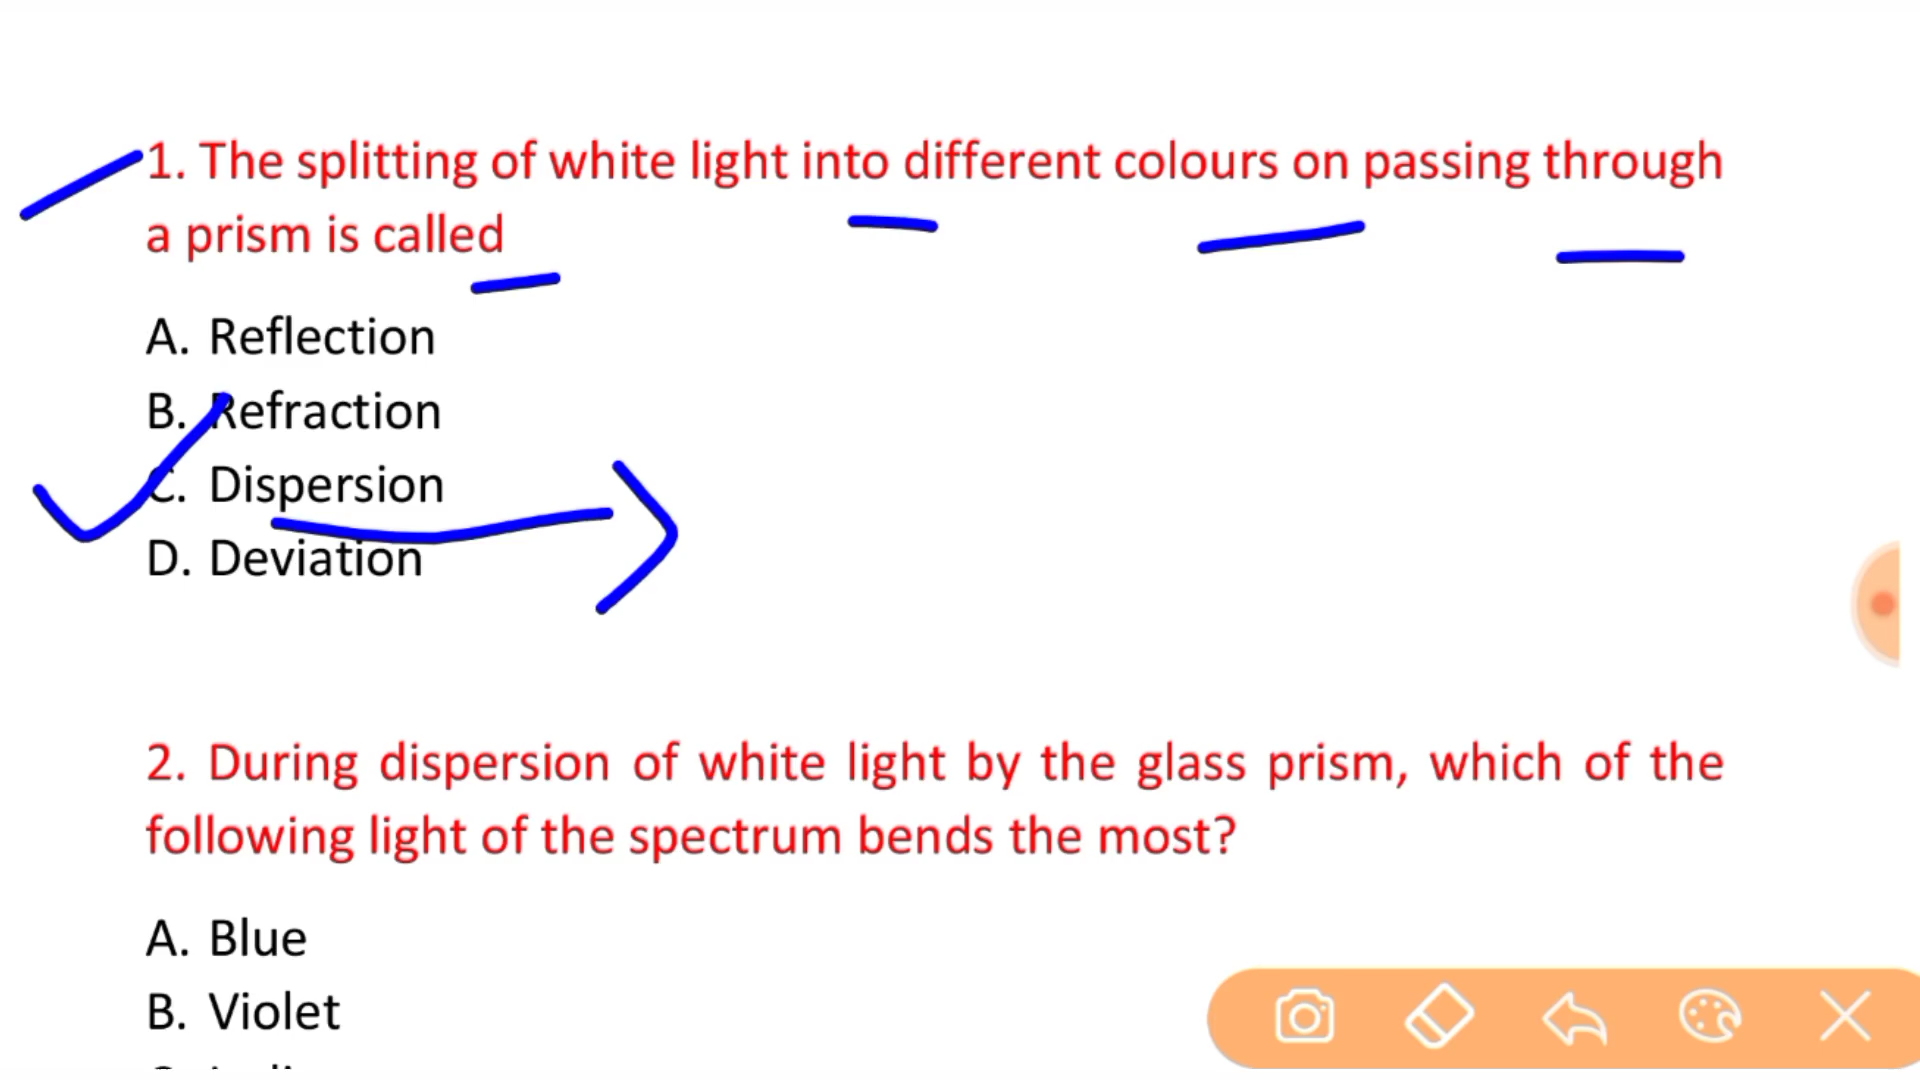 1. The splitting of white light into different colours on passing through
a prism is called
A. Reflection
B. Refraction
C. Dispersion
D. Deviation
2. During dispersion of white light by the glass prism, which of the
following light of the spectrum bends the most?
A. Blue
B. Violet